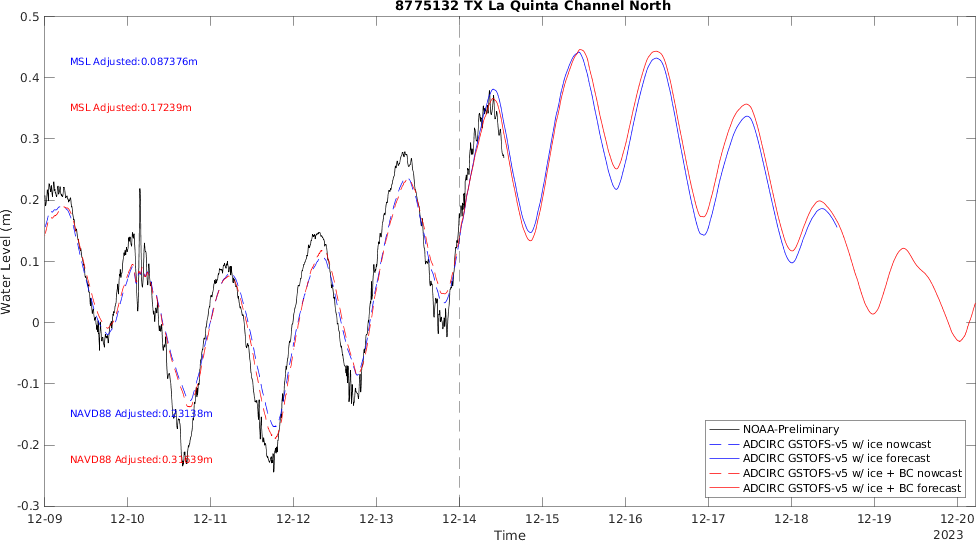 8775132 TX La Quinta Channel North
0.5
0.4
0.3
0.2
0.1
0
-0.1
-0.2
-0.3
Water Level (m)
MSL Adjusted:0.087376m
MSL Adjusted:0.17239m
NAVD88 Adjusted:0.23138m
NAVD88 Adjusted:0.31639m
NOAA-Preliminary
ADCIRC GSTOFS-v5 w/ ice nowcast
ADCIRC GSTOFS-v5 w/ ice forecast
ADCIRC GSTOFS-v5 w/ ice + BC nowcast
ADCIRC GSTOFS-v5 w/ ice + BC forecast
12-09 12-10 12-11 12-12 12-13 12-14 12-15 12-16 12-17 12-18 12-19 12-20
Time
2023